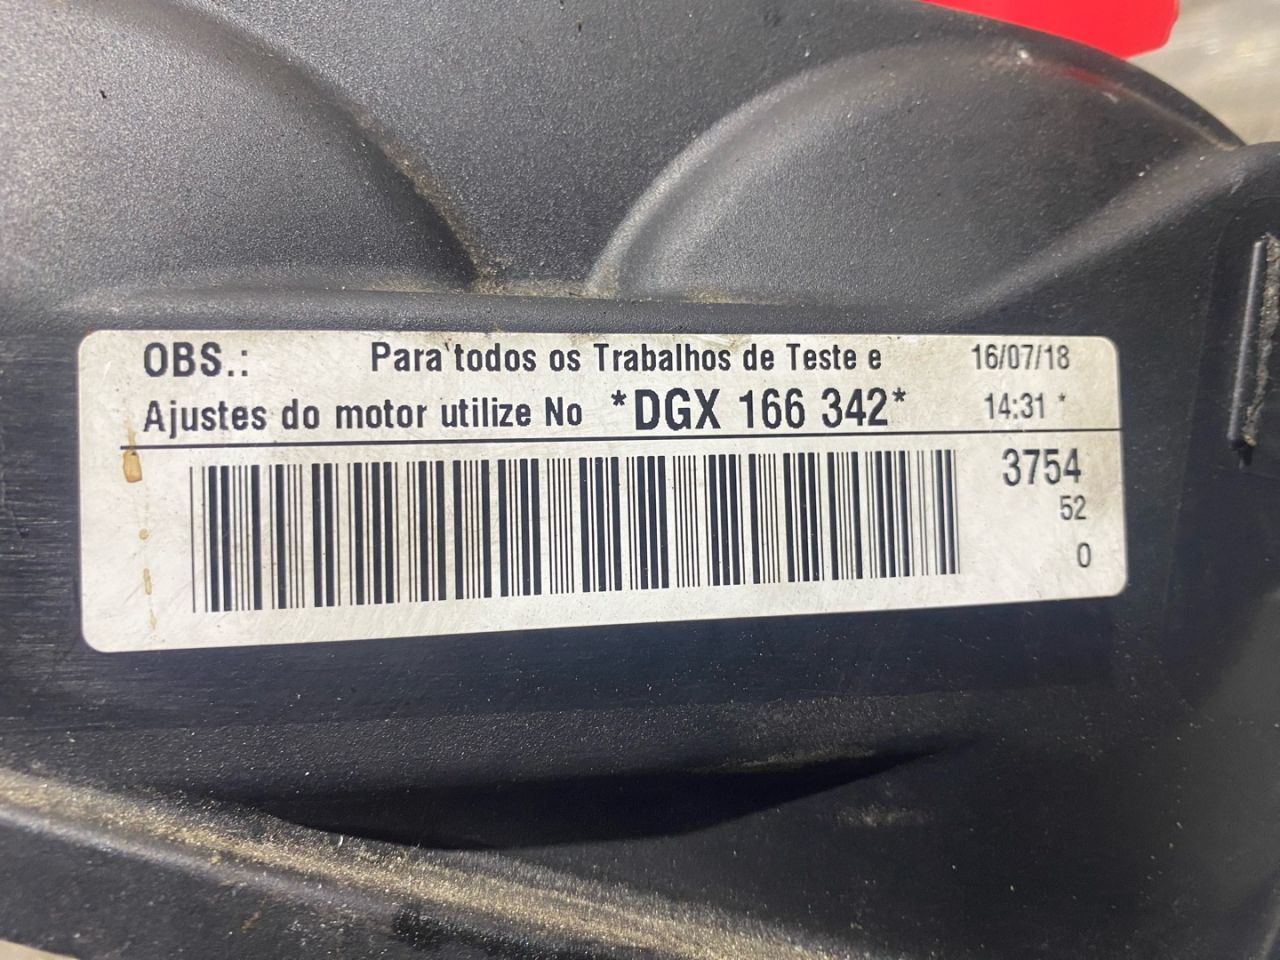 OBS.: Para todos os Trabalhos de Teste e 16/07/18
Ajustes do motor utilize No *DGX 166 342* 14:31 *
3754
52
0